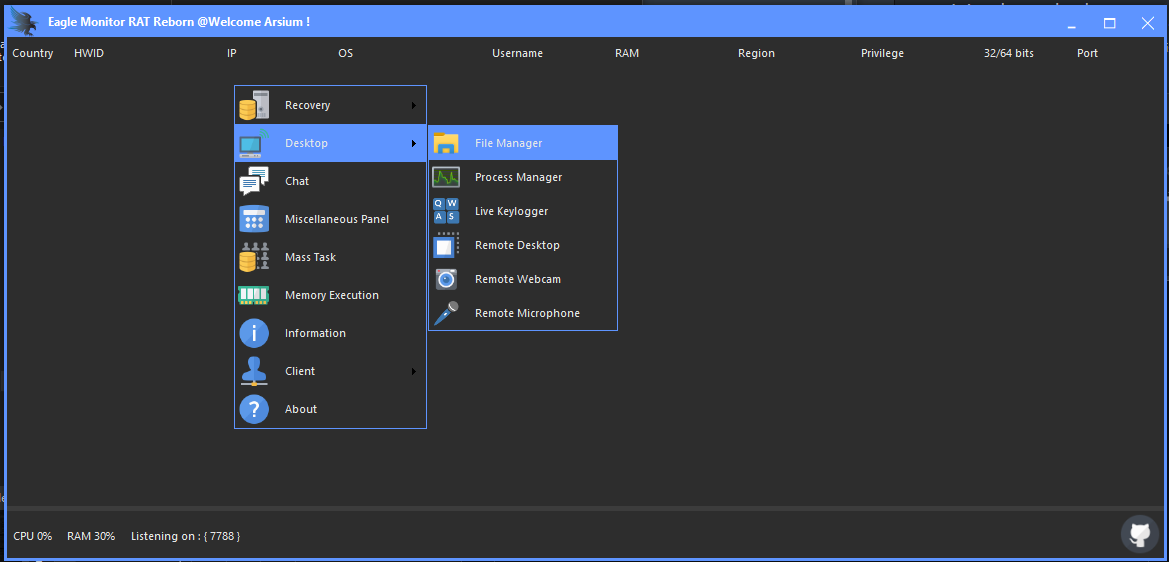 Eagle Monitor RAT Reborn @Welcome Arsium !
Country HWID IP OS Username RAM Region Privilege 32/64 bits Port
Recovery
Desktop
Chat
Miscellaneous Panel
Mass Task
Memory Execution
Information
Client
About
File Manager
Process Manager
Q W
A S
Live Keylogger
Remote Desktop
Remote Webcam
Remote Microphone
CPU 0% RAM 30% Listening on : { 7788 }